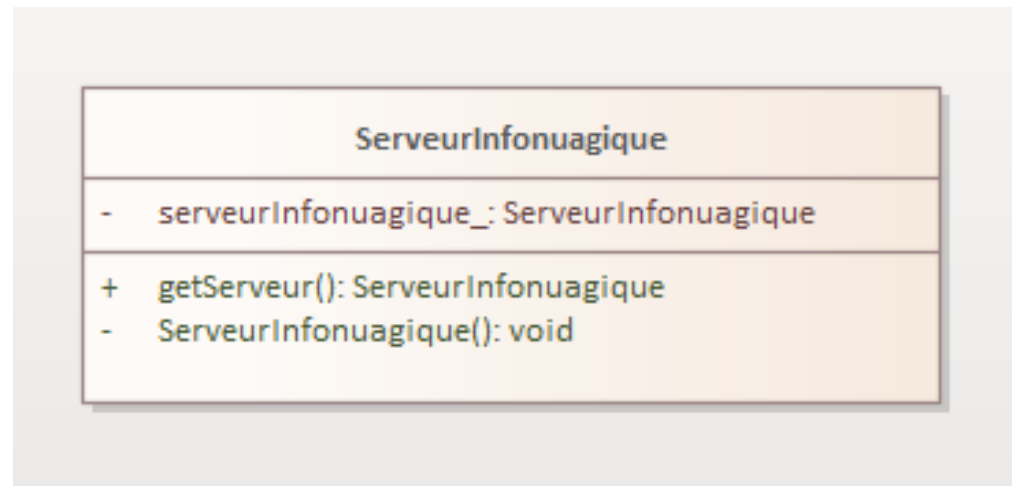 ServeurInfonuagique
- serveurInfonuagique_: ServeurInfonuagique
+ getServeur(): ServeurInfonuagique
- ServeurInfonuagique(): void